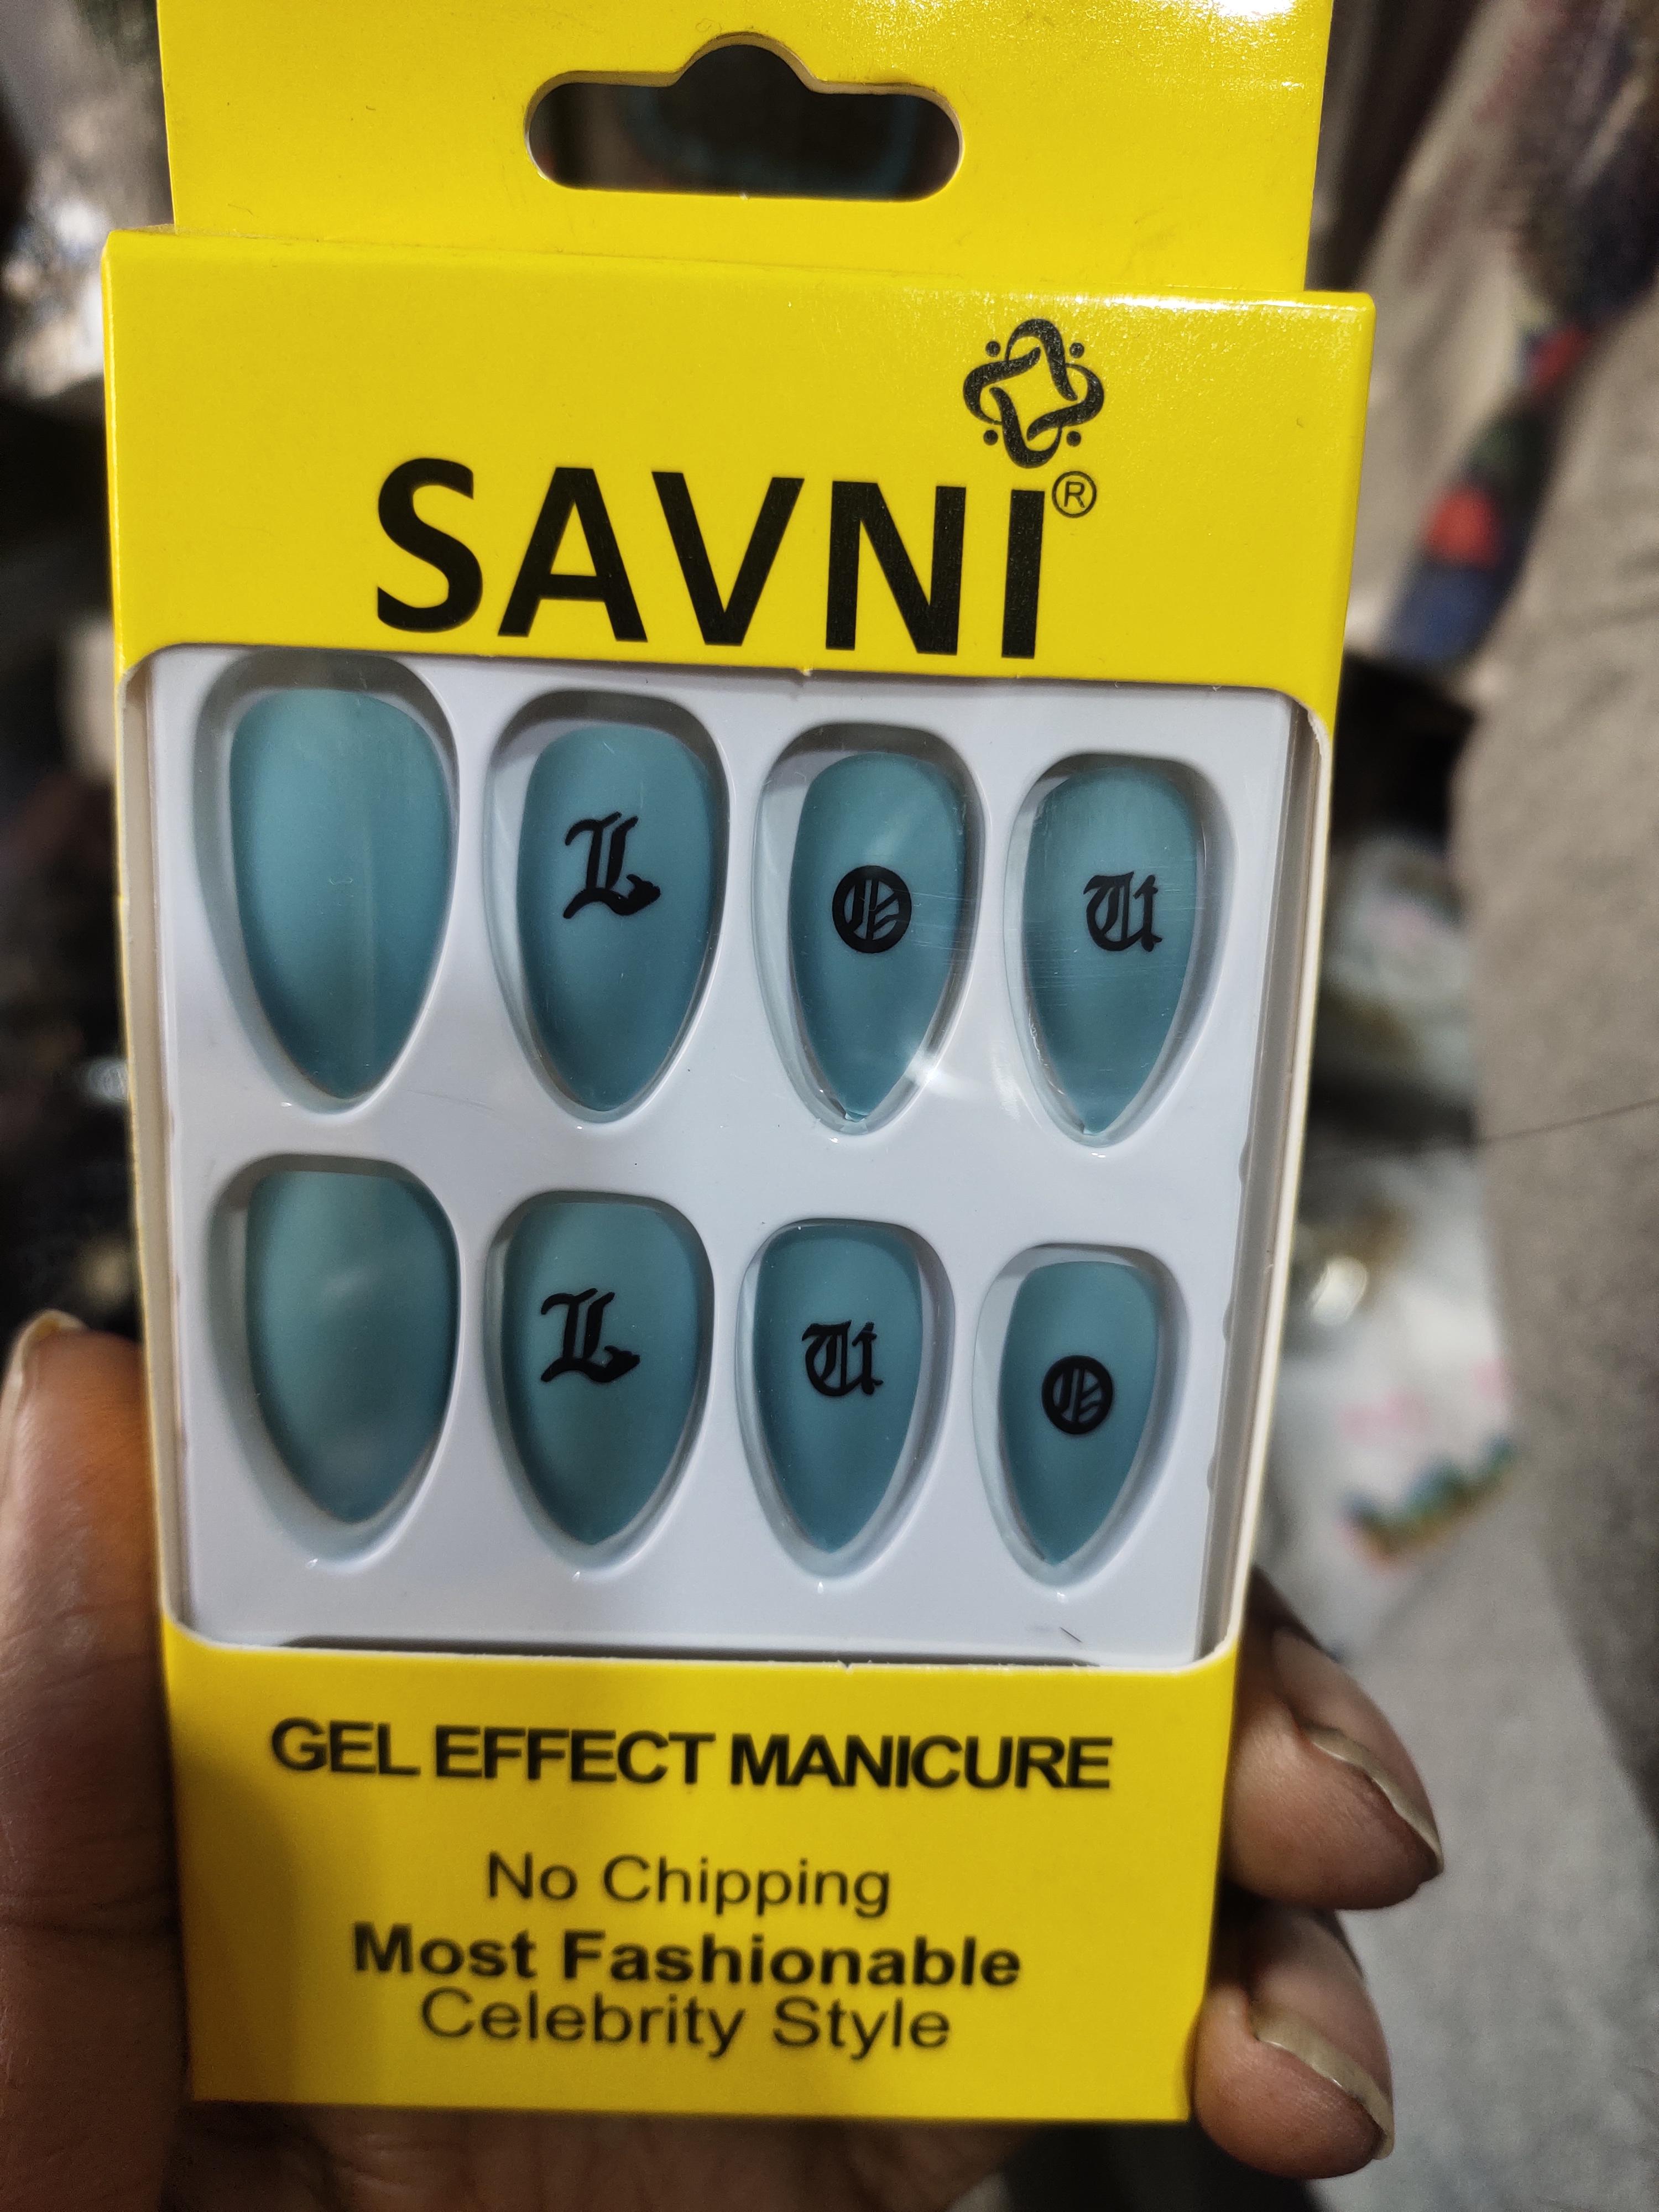 SAVNI®
L O U
L U O
GEL EFFECT MANICURE
No Chipping
Most Fashionable
Celebrity Style